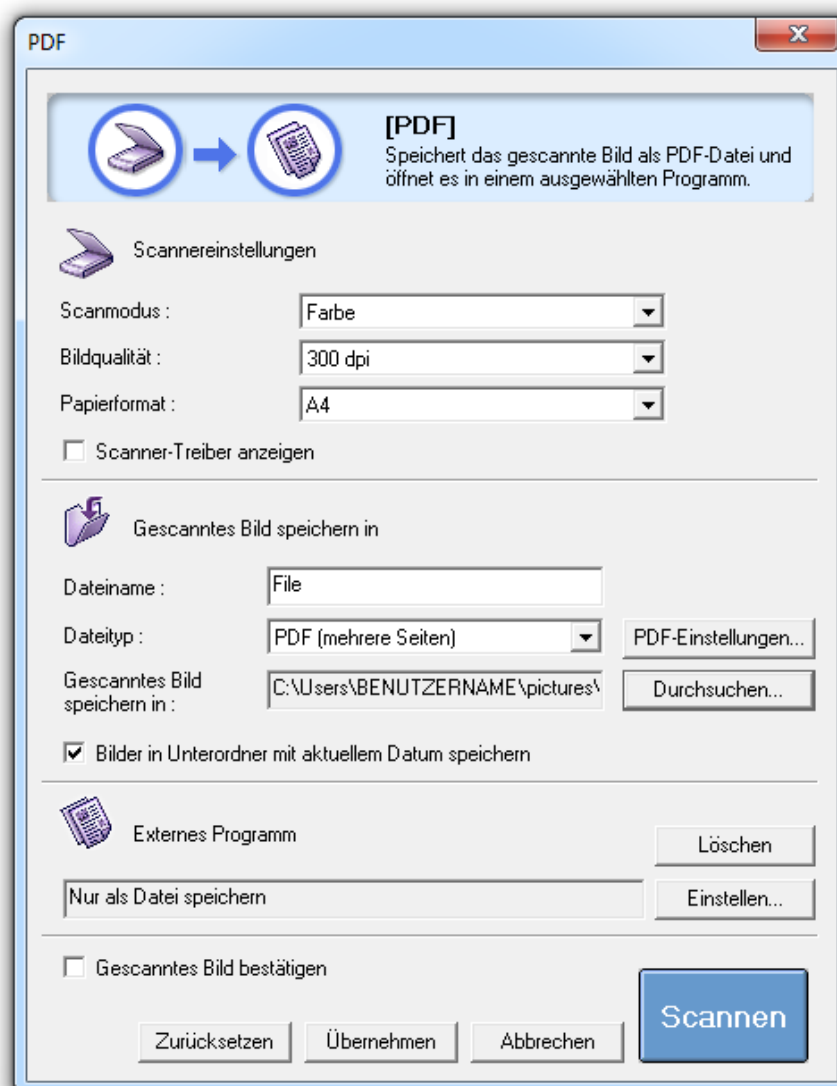 PDF
[PDF]
Speichert das gescannte Bild als PDF-Datei und
öffnet es in einem ausgewählten Programm.
Scannereinstellungen
Scanmodus : Farbe
Bildqualität : 300 dpi
Papierformat : A4
Scanner-Treiber anzeigen
Gescanntes Bild speichern in
Dateiname : File
Dateityp : PDF (mehrere Seiten) PDF-Einstellungen...
Gescanntes Bild
speichern in : C:\Users\BENUTZERNAME\pictures\ Durchsuchen...
Bilder in Unterordner mit aktuellem Datum speichern
Externes Programm
Löschen
Nur als Datei speichern Einstellen...
Gescanntes Bild bestätigen
Scannen
Zurücksetzen Übernehmen Abbrechen